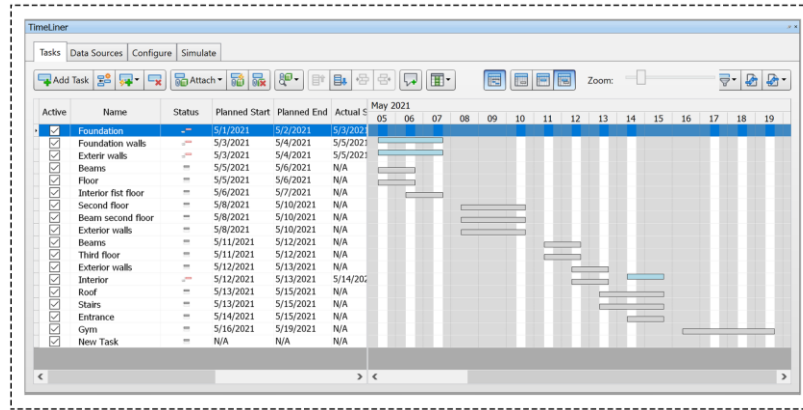 TimeLiner
Tasks Data Sources Configure Simulate
Add Task Attach Zoom:
Active Name Status Planned Start Planned End Actual S May 2021
05 06 07 08 09 10 11 12 13 14 15 16 17 18 19
Foundation 5/1/2021 5/2/2021 5/3/2021
Foundation walls 5/3/2021 5/4/2021 5/5/2021
Exterir walls 5/3/2021 5/4/2021 5/5/2021
Beams 5/5/2021 5/6/2021 N/A
Floor 5/5/2021 5/6/2021 N/A
Interior fist floor 5/6/2021 5/7/2021 N/A
Second floor 5/8/2021 5/10/2021 N/A
Beam second floor 5/8/2021 5/10/2021 N/A
Exterior walls 5/8/2021 5/10/2021 N/A
Beams 5/11/2021 5/12/2021 N/A
Third floor 5/11/2021 5/12/2021 N/A
Exterior walls 5/12/2021 5/13/2021 N/A
Interior 5/12/2021 5/13/2021 5/14/202
Roof 5/13/2021 5/15/2021 N/A
Stairs 5/13/2021 5/15/2021 N/A
Entrance 5/14/2021 5/15/2021 N/A
Gym 5/16/2021 5/19/2021 N/A
New Task N/A N/A N/A